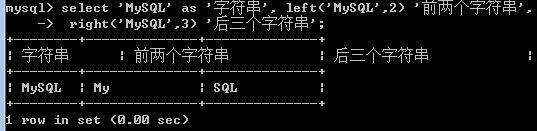 mysql> select 'MySQL' as '字符串', left('MySQL',2) '前两个字符串',
    -> right('MySQL',3) '后三个字符串';
+--------+--------------+--------------+
| 字符串      | 前两个字符串            | 后三个字符串            |
+--------+--------------+--------------+
| MySQL  | My           | SQL          |
+--------+--------------+--------------+
1 row in set (0.00 sec)